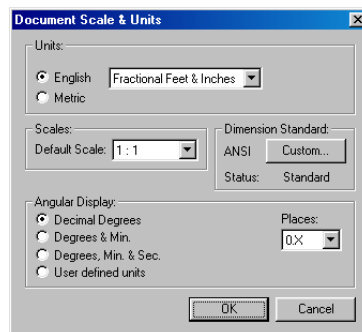 Document Scale & Units
Units:
English Fractional Feet & Inches
Metric
Scales:
Default Scale: 1 : 1
Dimension Standard:
ANSI Custom...
Status: Standard
Angular Display:
Decimal Degrees
Degrees & Min.
Degrees, Min. & Sec.
User defined units
Places:
0.X
OK Cancel